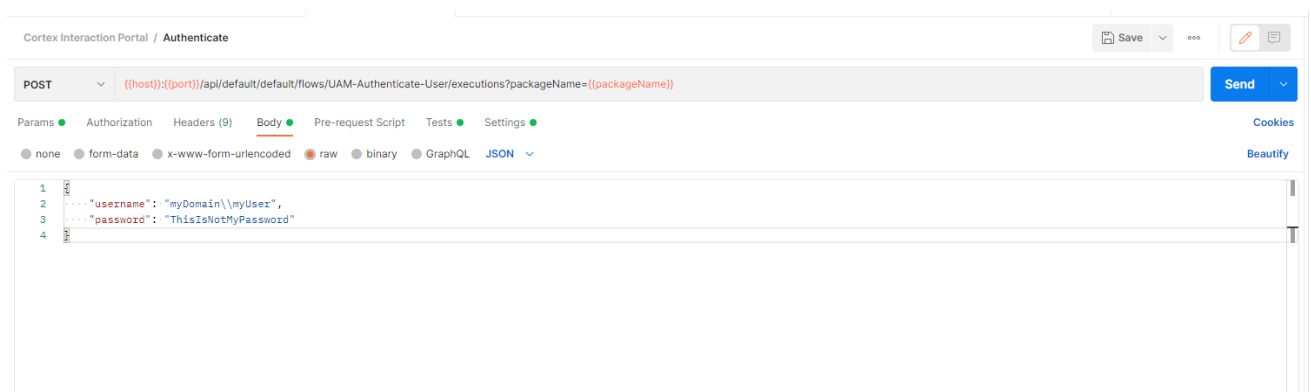 Cortex Interaction Portal / Authenticate
Save
POST
{{host}}:{{port}}/api/default/default/flows/UAM-Authenticate-User/executions?packageName={{packageName}}
Send
Params Authorization Headers (9) Body Pre-request Script Tests Settings Cookies
none form-data x-www-form-urlencoded raw binary GraphQL JSON Beautify
1 {
2 ····"username":·"myDomain\\myUser",
3 ····"password":·"ThisIsNotMyPassword"
4 }